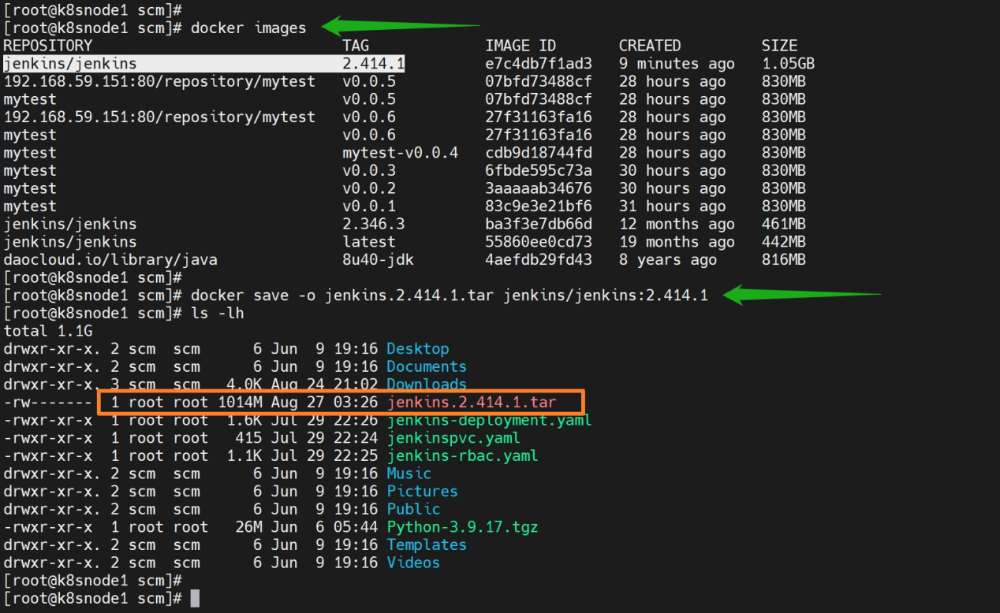 [root@k8snode1 scm]#
[root@k8snode1 scm]# docker images
REPOSITORY TAG IMAGE ID CREATED SIZE
jenkins/jenkins 2.414.1 e7c4db7f1ad3 9 minutes ago 1.05GB
192.168.59.151:80/repository/mytest v0.0.5 07bfd73488cf 28 hours ago 830MB
mytest v0.0.5 07bfd73488cf 28 hours ago 830MB
192.168.59.151:80/repository/mytest v0.0.6 27f31163fa16 28 hours ago 830MB
mytest v0.0.6 27f31163fa16 28 hours ago 830MB
mytest mytest-v0.0.4 cdb9d18744fd 28 hours ago 830MB
mytest v0.0.3 6fbde595c73a 30 hours ago 830MB
mytest v0.0.2 3aaaaab34676 30 hours ago 830MB
mytest v0.0.1 83c9e3e21bf6 31 hours ago 830MB
jenkins/jenkins 2.346.3 ba3f3e7db66d 12 months ago 461MB
jenkins/jenkins latest 55860ee0cd73 19 months ago 442MB
daocloud.io/library/java 8u40-jdk 4aefdb29fd43 8 years ago 816MB
[root@k8snode1 scm]#
[root@k8snode1 scm]# docker save -o jenkins.2.414.1.tar jenkins/jenkins:2.414.1
[root@k8snode1 scm]# ls -lh
total 1.1G
drwxr-xr-x. 2 scm scm 6 Jun 9 19:16 Desktop
drwxr-xr-x. 2 scm scm 6 Jun 9 19:16 Documents
drwxr-xr-x. 3 scm scm 4.0K Aug 24 21:02 Downloads
-rw------- 1 root root 1014M Aug 27 03:26 jenkins.2.414.1.tar
-rwxr-xr-x 1 root root 1.6K Jul 29 22:26 jenkins-deployment.yaml
-rwxr-xr-x 1 root root 415 Jul 29 22:24 jenkinspvc.yaml
-rwxr-xr-x 1 root root 1.1K Jul 29 22:25 jenkins-rbac.yaml
drwxr-xr-x. 2 scm scm 6 Jun 9 19:16 Music
drwxr-xr-x. 2 scm scm 6 Jun 9 19:16 Pictures
drwxr-xr-x. 2 scm scm 6 Jun 9 19:16 Public
-rwxr-xr-x 1 root root 26M Jun 6 05:44 Python-3.9.17.tgz
drwxr-xr-x. 2 scm scm 6 Jun 9 19:16 Templates
drwxr-xr-x. 2 scm scm 6 Jun 9 19:16 Videos
[root@k8snode1 scm]#
[root@k8snode1 scm]#